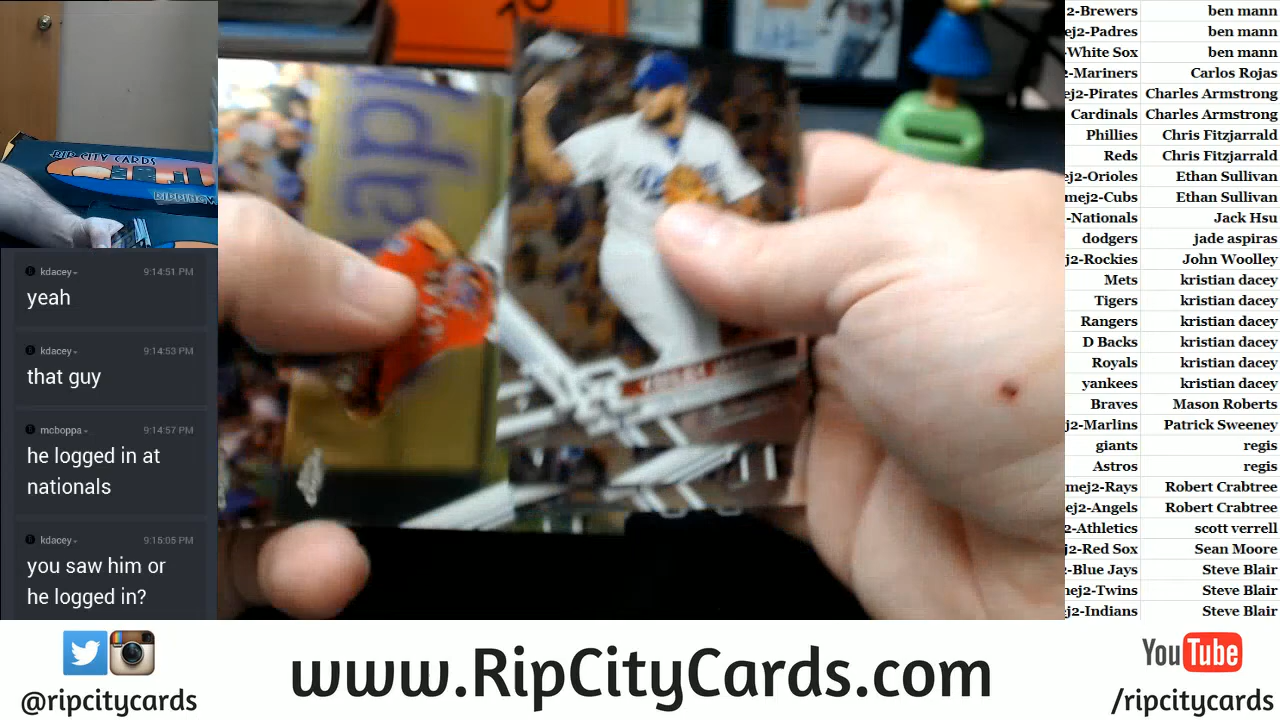 2-Brewers ben mann
ej2-Padres ben mann
-White Sox ben mann
2-Mariners Carlos Rojas
ej2-Pirates Charles Armstrong
Cardinals Charles Armstrong
Phillies Chris Fitzjarrald
Reds Chris Fitzjarrald
ej2-Orioles Ethan Sullivan
mej2-Cubs Ethan Sullivan
-Nationals Jack Hsu
dodgers jade aspiras
j2-Rockies John Woolley
Mets kristian dacey
Tigers kristian dacey
Rangers kristian dacey
D Backs kristian dacey
Royals kristian dacey
yankees kristian dacey
Braves Mason Roberts
j2-Marlins Patrick Sweeney
giants regis
Astros regis
mej2-Rays Robert Crabtree
ej2-Angels Robert Crabtree
2-Athletics scott verrell
j2-Red Sox Sean Moore
2-Blue Jays Steve Blair
nej2-Twins Steve Blair
ej2-Indians Steve Blair
RIP CITY CARDS
kdacey 9:14:51 PM
yeah
kdacey 9:14:53 PM
that guy
mcboppa 9:14:57 PM
he logged in at
nationals
kdacey 9:15:05 PM
you saw him or
he logged in?
@ripcitycards
www.RipCityCards.com
YouTube
/ripcitycards